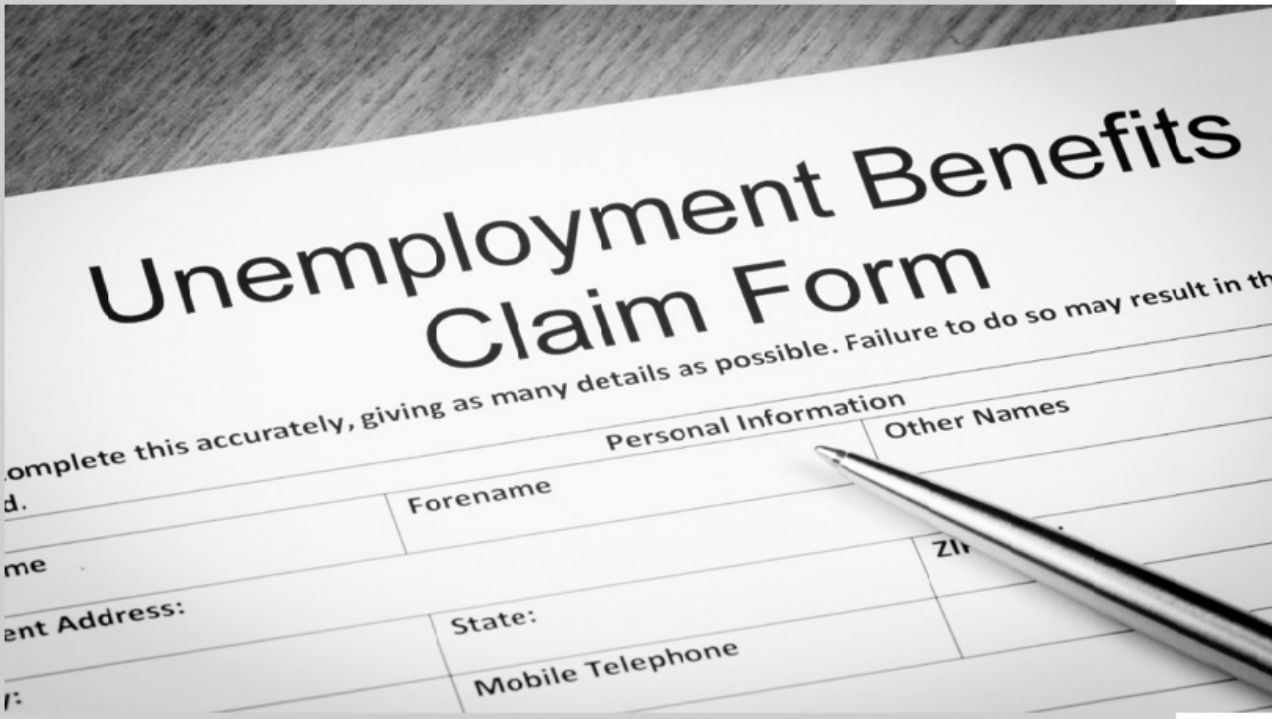 Unemployment Benefits
Claim Form
omplete this accurately, giving as many details as possible. Failure to do so may result in th
d.
Personal Information
me
Forename
Other Names
ent Address:
y:
State:
ZI
Mobile Telephone